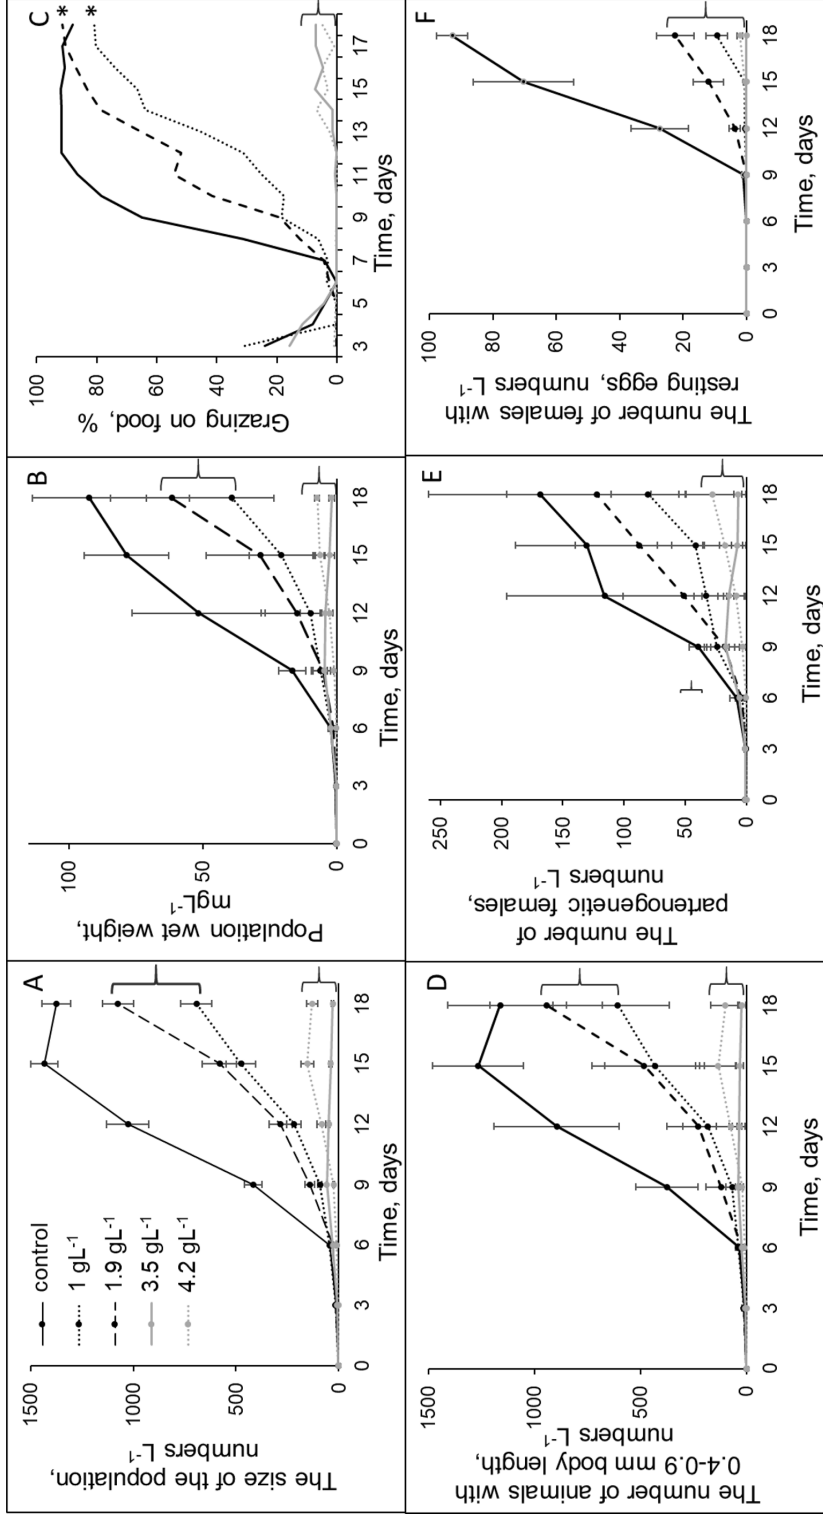 A
The size of the population,
numbers L⁻¹
1500
1000
500
0
control
1 gL⁻¹
1.9 gL⁻¹
3.5 gL⁻¹
4.2 gL⁻¹
0 3 6 9 12 15 18
Time, days
B
Population wet weight,
mgL⁻¹
100
50
0
0 3 6 9 12 15 18
Time, days
C
* *
Grazing on food, %
100
80
60
40
20
0
3 5 7 9 11 13 15 17
Time, days
D
The number of animals with
0.4-0.9 mm body length,
numbers L⁻¹
1500
1000
500
0
0 3 6 9 12 15 18
Time, days
E
The number of
partenogenetic females,
numbers L⁻¹
250
200
150
100
50
0
0 3 6 9 12 15 18
Time, days
F
The number of females with
resting eggs, numbers L⁻¹
100
80
60
40
20
0
0 3 6 9 12 15 18
Time, days